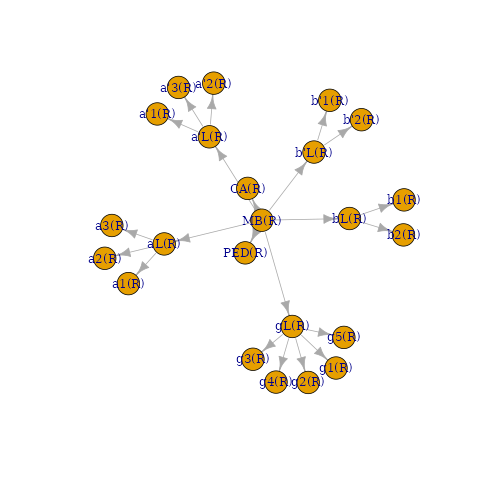 a'3(R)
a'2(R)
a'1(R)
a'L(R)
b'1(R)
b'2(R)
b'L(R)
CA(R)
b1(R)
MB(R)
bL(R)
b2(R)
a3(R)
aL(R)
a2(R)
PED(R)
a1(R)
gL(R)
g5(R)
g3(R)
g1(R)
g4(R)
g2(R)